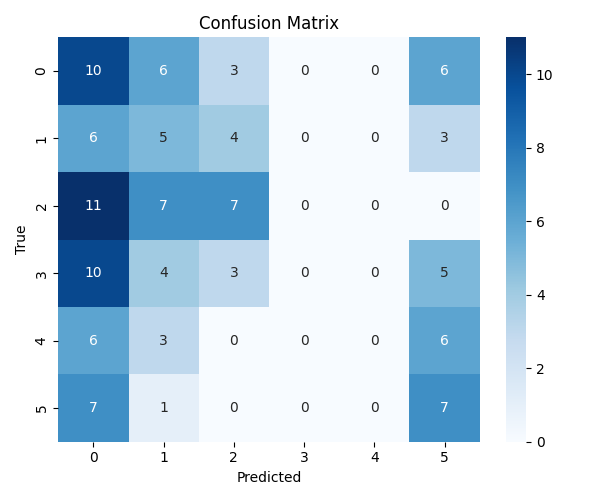 Confusion Matrix
0 10 6 3 0 0 6
1 6 5 4 0 0 3
2 11 7 7 0 0 0
3 10 4 3 0 0 5
4 6 3 0 0 0 6
5 7 1 0 0 0 7
True
0 1 2 3 4 5
Predicted
10
8
6
4
2
0